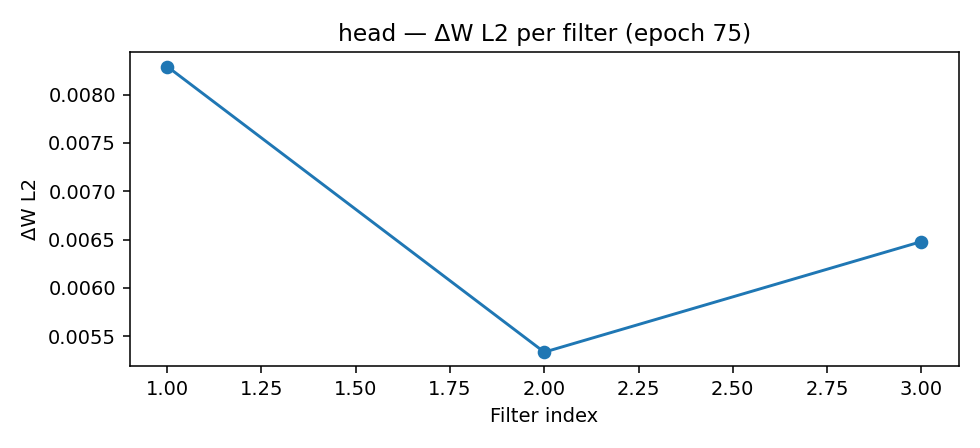 head — ΔW L2 per filter (epoch 75)
ΔW L2
0.0080
0.0075
0.0070
0.0065
0.0060
0.0055
1.00 1.25 1.50 1.75 2.00 2.25 2.50 2.75 3.00
Filter index